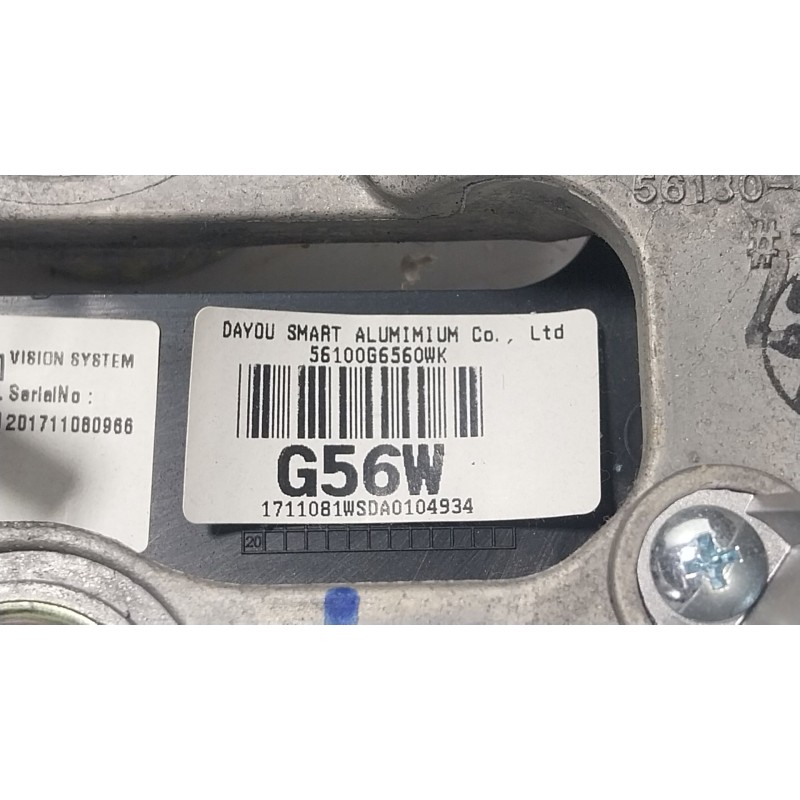 56130-
#
VISION SYSTEM
SerialNo :
201711080966
DAYOU SMART ALUMIMIUM Co., Ltd
56100G6560WK
G56W
1711081WSDA0104934
20